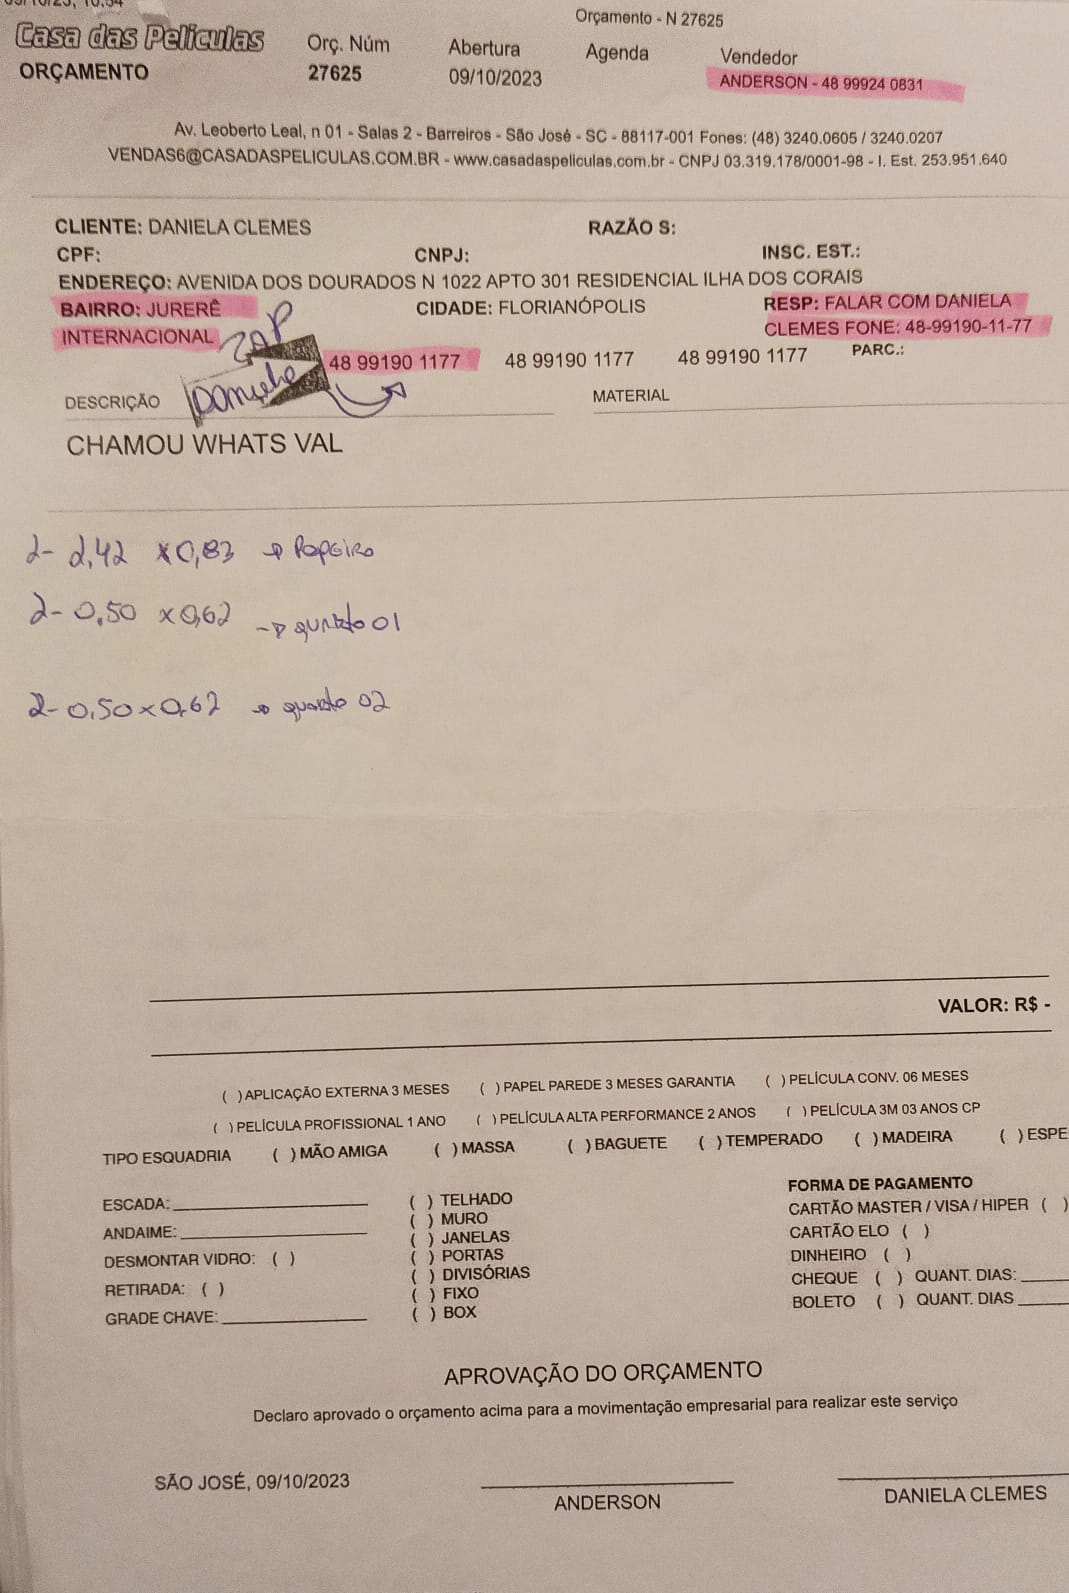 Orçamento - N 27625
Casa das Películas
ORÇAMENTO
Orç. Núm
27625
Abertura
09/10/2023
Agenda
Vendedor
ANDERSON - 48 99924 0831
Av. Leoberto Leal, n 01 - Salas 2 - Barreiros - São José - SC - 88117-001 Fones: (48) 3240.0605 / 3240.0207
VENDAS6@CASADASPELICULAS.COM.BR - www.casadaspeliculas.com.br - CNPJ 03.319.178/0001-98 - I. Est. 253.951.640
CLIENTE: DANIELA CLEMES RAZÃO S:
CPF: CNPJ: INSC. EST.:
ENDEREÇO: AVENIDA DOS DOURADOS N 1022 APTO 301 RESIDENCIAL ILHA DOS CORAIS
BAIRRO: JURERÊ INTERNACIONAL
CIDADE: FLORIANÓPOLIS
RESP: FALAR COM DANIELA
CLEMES FONE: 48-99190-11-77
ZAP
48 99190 1177 48 99190 1177 48 99190 1177 PARC.:
DESCRIÇÃO MATERIAL
CHAMOU WHATS VAL
2- 2,42 x 0,83
2- 0,50 x 0,62 → quarto 01
2- 0,50 x 0,62 → quarto 02
VALOR: R$ -
( ) APLICAÇÃO EXTERNA 3 MESES ( ) PAPEL PAREDE 3 MESES GARANTIA ( ) PELÍCULA CONV. 06 MESES
( ) PELÍCULA PROFISSIONAL 1 ANO ( ) PELÍCULA ALTA PERFORMANCE 2 ANOS ( ) PELÍCULA 3M 03 ANOS CP
TIPO ESQUADRIA ( ) MÃO AMIGA ( ) MASSA ( ) BAGUETE ( ) TEMPERADO ( ) MADEIRA ( ) ESPE
ESCADA:
ANDAIME:
DESMONTAR VIDRO: ( )
RETIRADA: ( )
GRADE CHAVE:
( ) TELHADO
( ) MURO
( ) JANELAS
( ) PORTAS
( ) DIVISÓRIAS
( ) FIXO
( ) BOX
FORMA DE PAGAMENTO
CARTÃO MASTER / VISA / HIPER ( )
CARTÃO ELO ( )
DINHEIRO ( )
CHEQUE ( ) QUANT. DIAS:
BOLETO ( ) QUANT. DIAS
APROVAÇÃO DO ORÇAMENTO
Declaro aprovado o orçamento acima para a movimentação empresarial para realizar este serviço
SÃO JOSÉ, 09/10/2023
ANDERSON
DANIELA CLEMES